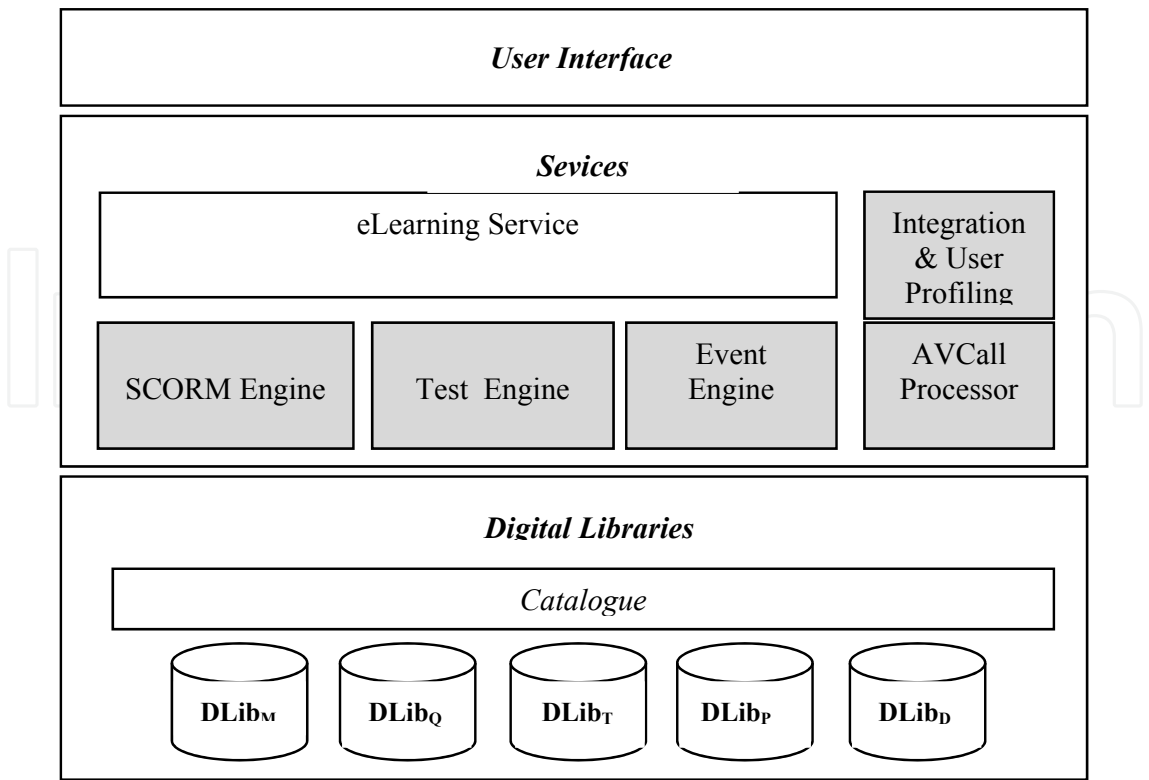 User Interface
Sevices
eLearning Service
Integration
& User
Profiling
SCORM Engine
Test Engine
Event
Engine
AVCall
Processor
Digital Libraries
Catalogue
DLibM
DLibQ
DLibT
DLibP
DLibD